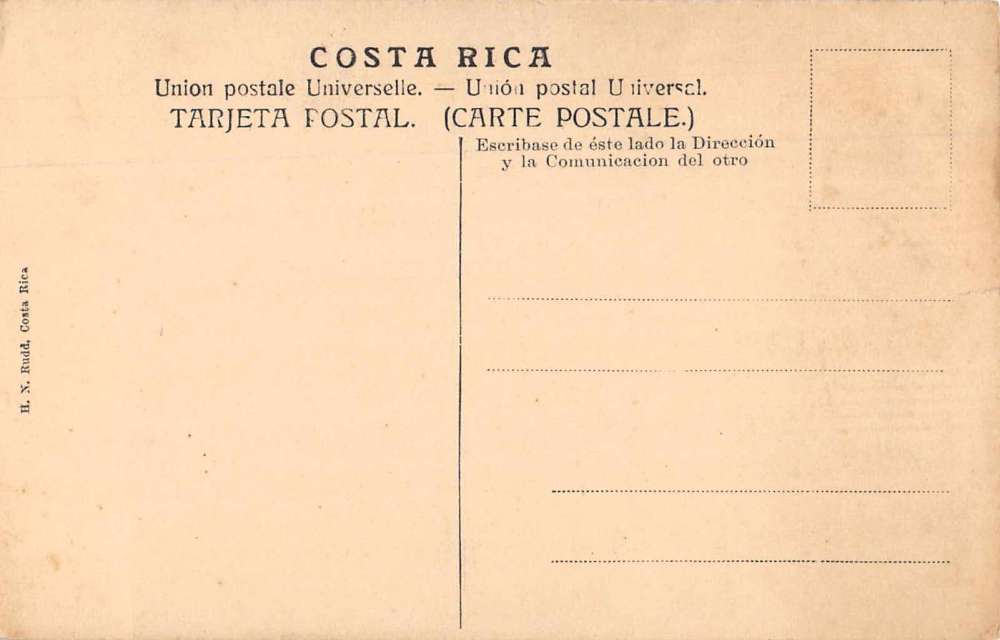 COSTA RICA
Union postale Universelle. — Unión postal Universal.
TARJETA POSTAL. (CARTE POSTALE.)
Escribase de éste lado la Dirección
y la Comunicacion del otro
H. N. Rudd, Costa Rica